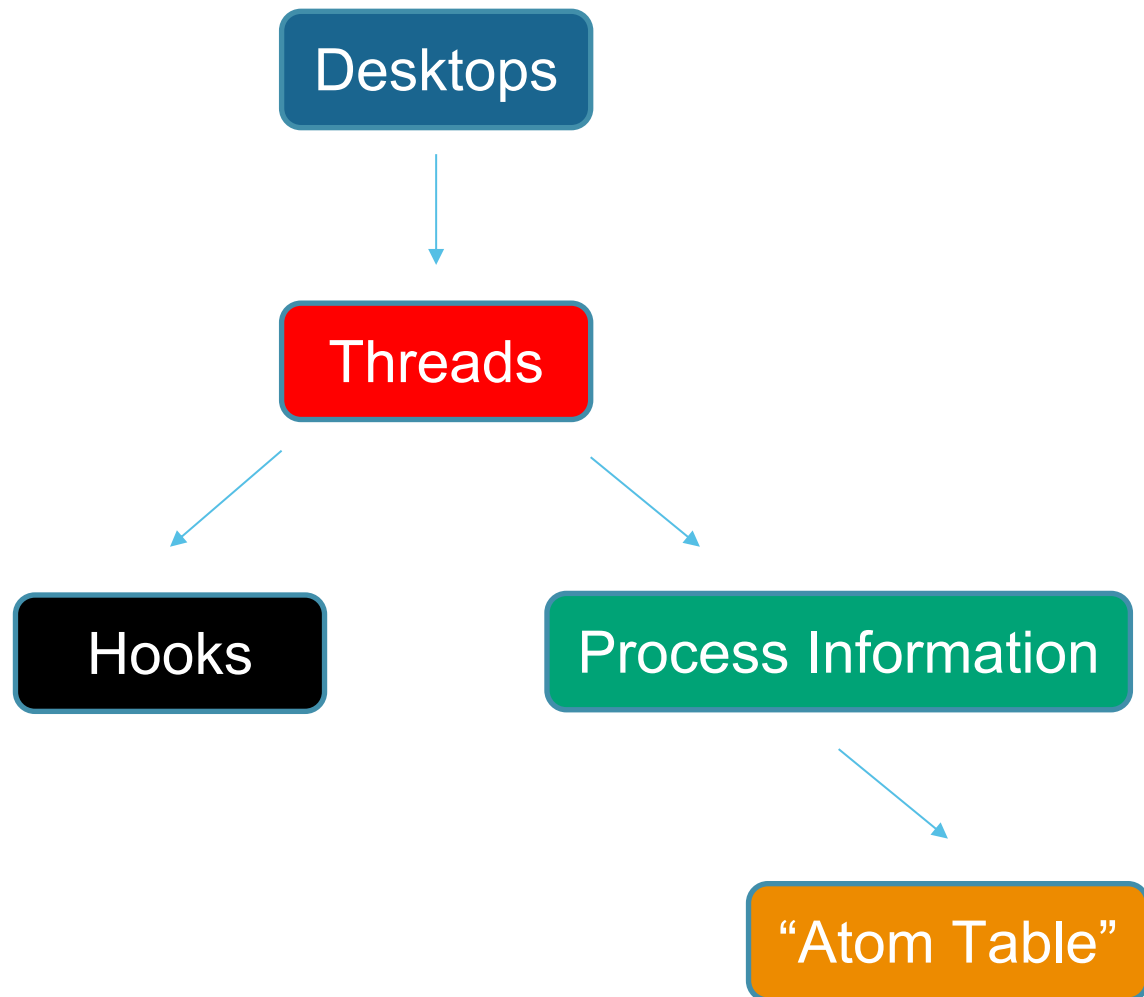 Desktops
Threads
Hooks
Process Information
“Atom Table”